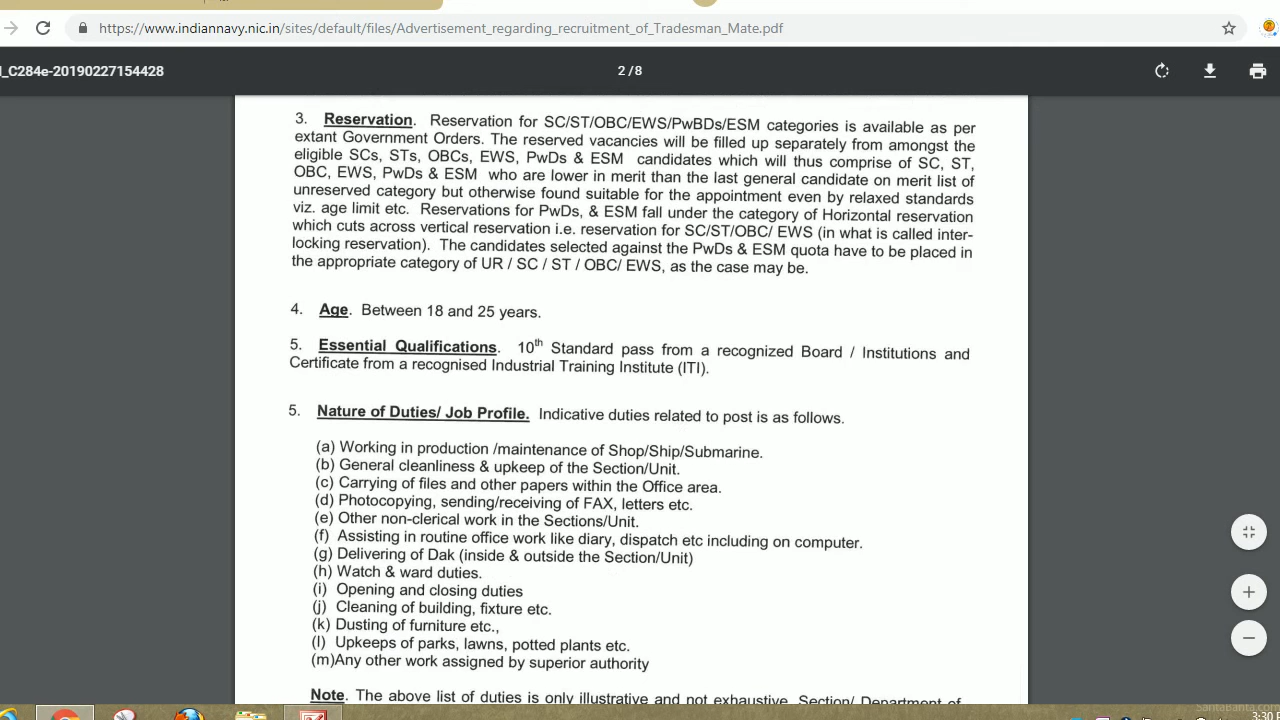 https://www.indiannavy.nic.in/sites/default/files/Advertisement_regarding_recruitment_of_Tradesman_Mate.pdf
_C284e-20190227154428
2 / 8
3. Reservation. Reservation for SC/ST/OBC/EWS/PwBDs/ESM categories is available as per
extant Government Orders. The reserved vacancies will be filled up separately from amongst the
eligible SCs, STs, OBCs, EWS, PwDs & ESM candidates which will thus comprise of SC, ST,
OBC, EWS, PwDs & ESM who are lower in merit than the last general candidate on merit list of
unreserved category but otherwise found suitable for the appointment even by relaxed standards
viz. age limit etc. Reservations for PwDs, & ESM fall under the category of Horizontal reservation
which cuts across vertical reservation i.e. reservation for SC/ST/OBC/ EWS (in what is called inter-
locking reservation). The candidates selected against the PwDs & ESM quota have to be placed in
the appropriate category of UR / SC / ST / OBC/ EWS, as the case may be.
4. Age. Between 18 and 25 years.
5. Essential Qualifications. 10th Standard pass from a recognized Board / Institutions and
Certificate from a recognised Industrial Training Institute (ITI).
5. Nature of Duties/ Job Profile. Indicative duties related to post is as follows.
(a) Working in production /maintenance of Shop/Ship/Submarine.
(b) General cleanliness & upkeep of the Section/Unit.
(c) Carrying of files and other papers within the Office area.
(d) Photocopying, sending/receiving of FAX, letters etc.
(e) Other non-clerical work in the Sections/Unit.
(f) Assisting in routine office work like diary, dispatch etc including on computer.
(g) Delivering of Dak (inside & outside the Section/Unit)
(h) Watch & ward duties.
(i) Opening and closing duties
(j) Cleaning of building, fixture etc.
(k) Dusting of furniture etc.,
(l) Upkeeps of parks, lawns, potted plants etc.
(m)Any other work assigned by superior authority
Note. The above list of duties is only illustrative and not exhaustive. Section/ Department of
SantaBanta.com
3:30